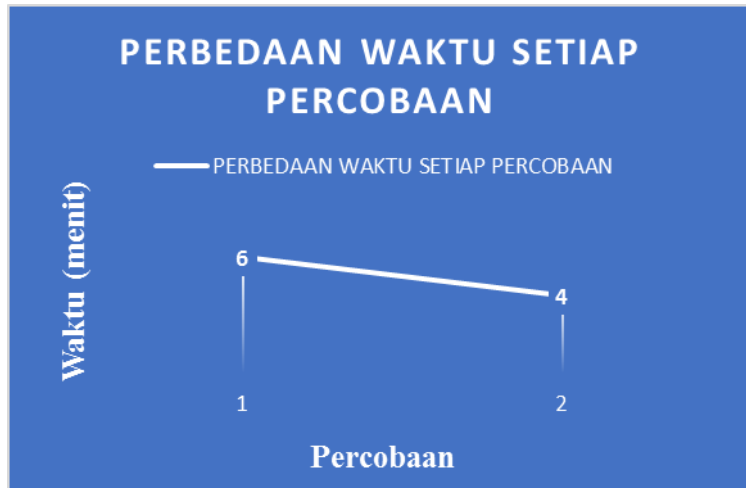 PERBEDAAN WAKTU SETIAP
PERCOBAAN
PERBEDAAN WAKTU SETIAP PERCOBAAN
Waktu (menit)
6
4
1
2
Percobaan